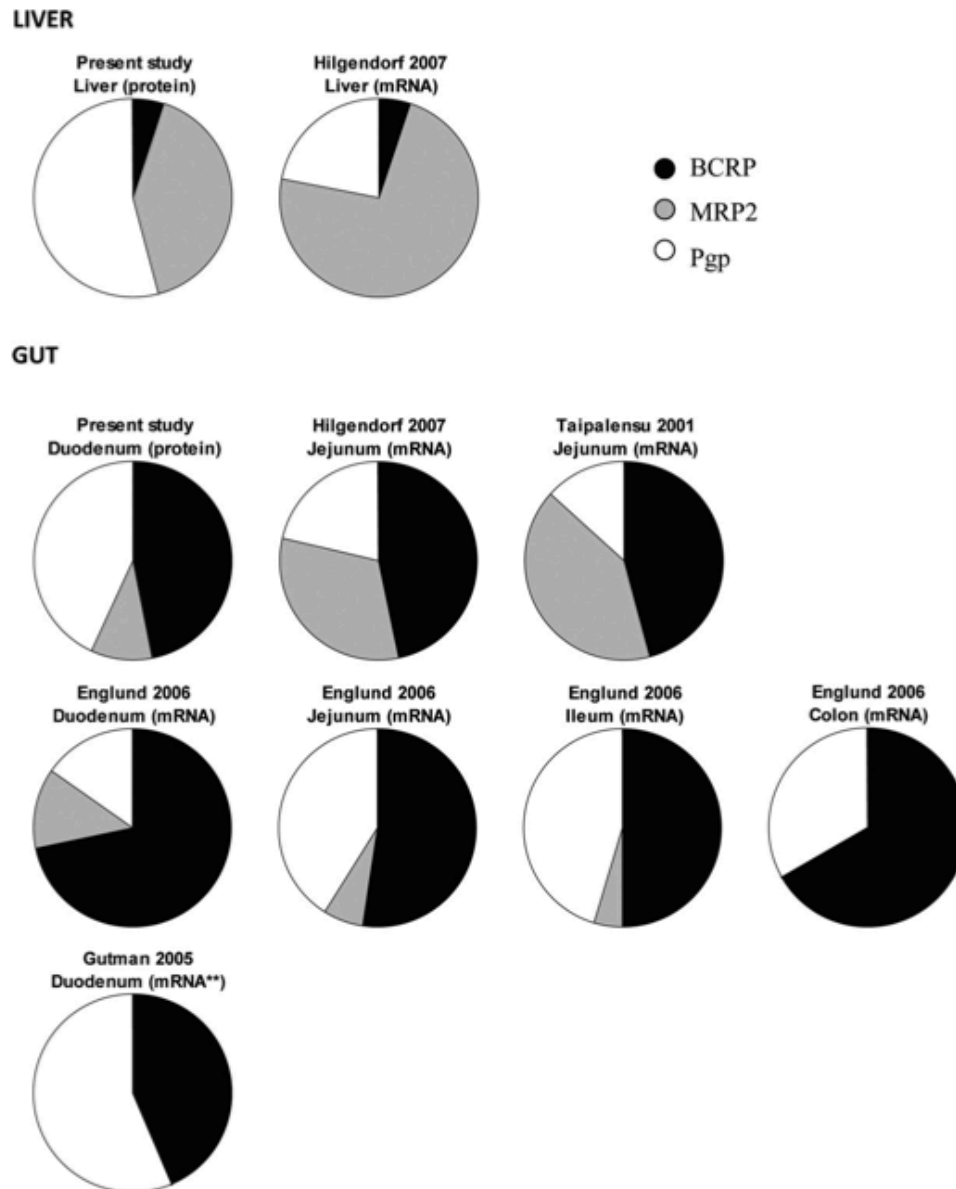 LIVER
Present study
Liver (protein)
Hilgendorf 2007
Liver (mRNA)
BCRP
MRP2
Pgp
GUT
Present study
Duodenum (protein)
Hilgendorf 2007
Jejunum (mRNA)
Taipalensu 2001
Jejunum (mRNA)
Englund 2006
Duodenum (mRNA)
Englund 2006
Jejunum (mRNA)
Englund 2006
Ileum (mRNA)
Englund 2006
Colon (mRNA)
Gutman 2005
Duodenum (mRNA**)